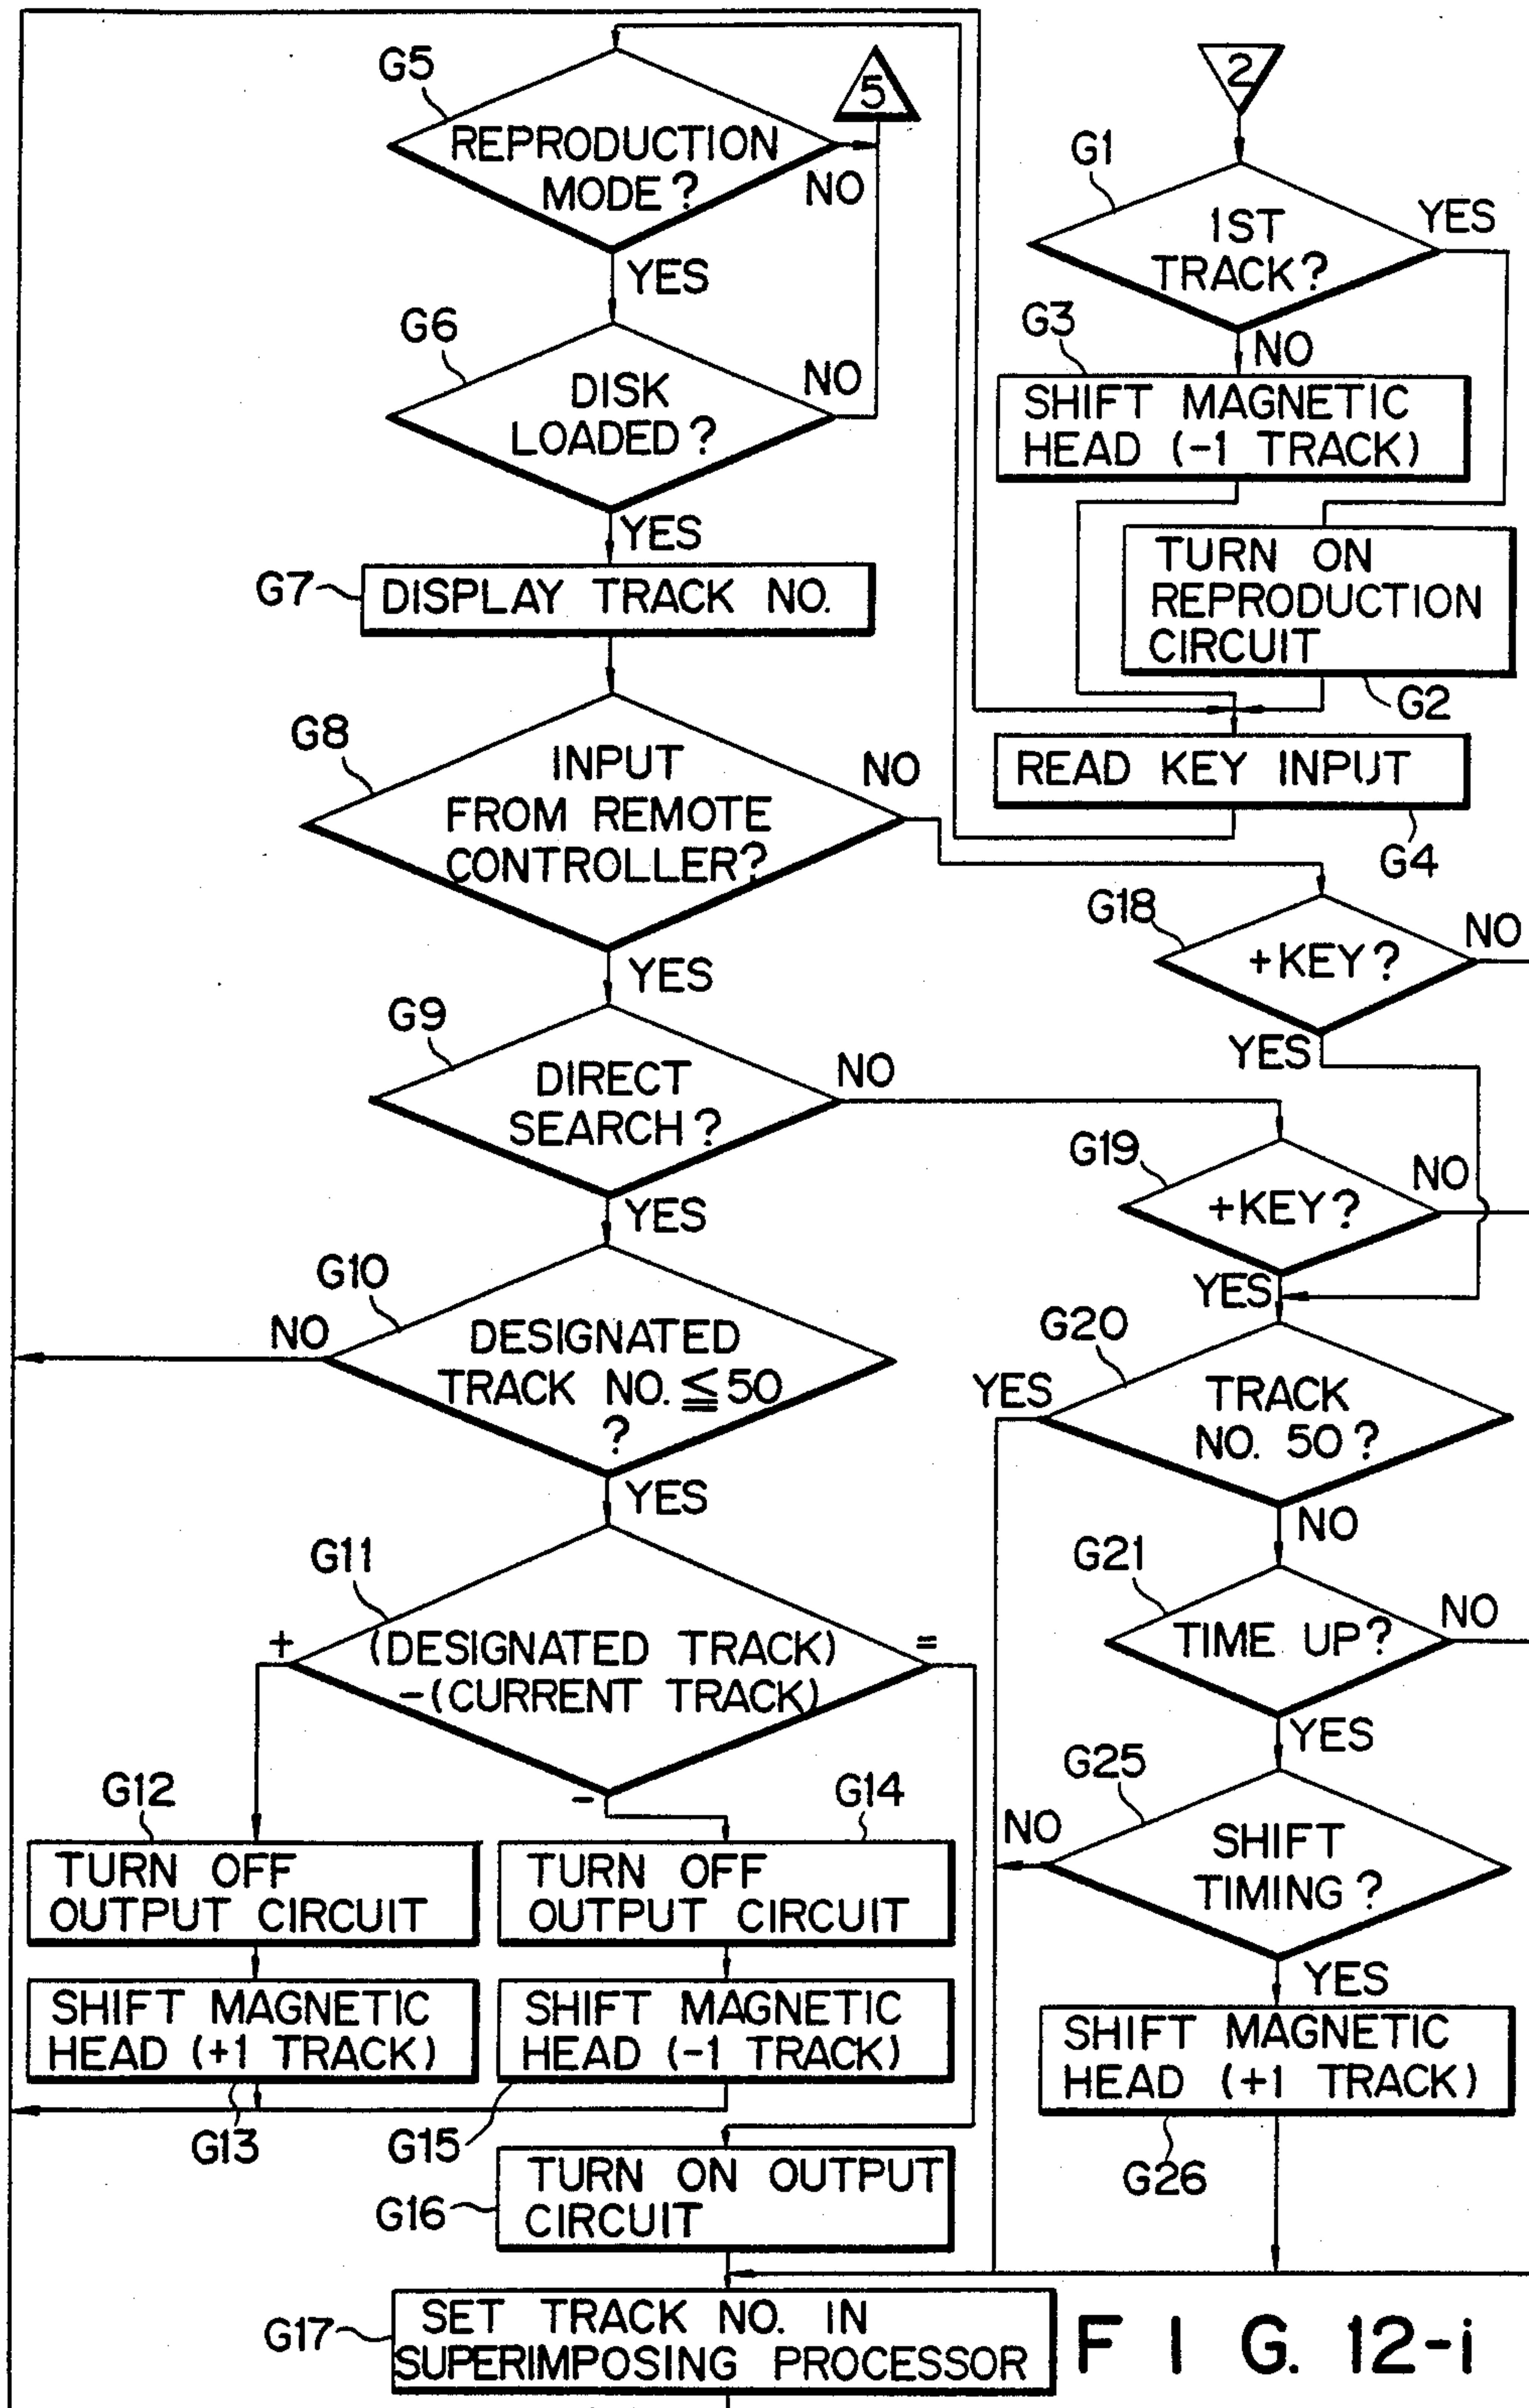 G5
REPRODUCTION
MODE?
NO
YES
5
G6
DISK
LOADED?
NO
YES
G7
DISPLAY TRACK NO.
G8
INPUT
FROM REMOTE
CONTROLLER?
NO
YES
G9
DIRECT
SEARCH?
NO
YES
G10
NO
DESIGNATED
TRACK NO. ≦ 50
?
YES
G11
+
(DESIGNATED TRACK)
-(CURRENT TRACK)
=
-
G12
TURN OFF
OUTPUT CIRCUIT
SHIFT MAGNETIC
HEAD (+1 TRACK)
G13
G14
TURN OFF
OUTPUT CIRCUIT
SHIFT MAGNETIC
HEAD (-1 TRACK)
G15
G16
TURN ON OUTPUT
CIRCUIT
G17
SET TRACK NO. IN
SUPERIMPOSING PROCESSOR
2
G1
1ST
TRACK?
YES
NO
G3
SHIFT MAGNETIC
HEAD (-1 TRACK)
TURN ON
REPRODUCTION
CIRCUIT
G2
READ KEY INPUT
G4
G18
+KEY?
NO
YES
G19
+KEY?
NO
YES
G20
YES
TRACK
NO. 50?
NO
G21
TIME UP?
NO
YES
G25
NO
SHIFT
TIMING?
YES
SHIFT MAGNETIC
HEAD (+1 TRACK)
G26
FIG. 12-i